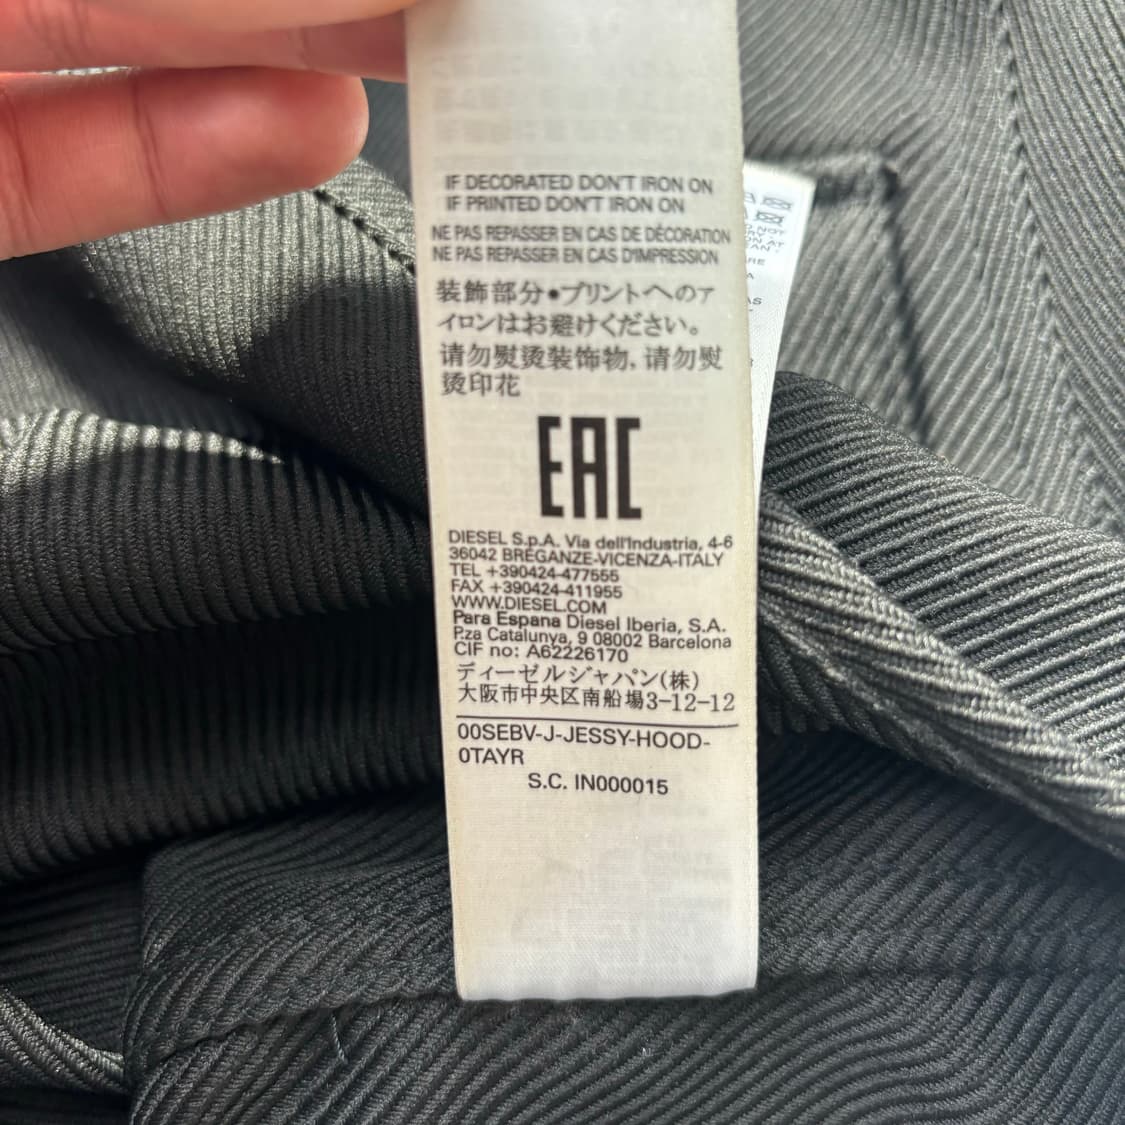 IF DECORATED DON'T IRON ON
IF PRINTED DON'T IRON ON
NE PAS REPASSER EN CAS DE DÉCORATION
NE PAS REPASSER EN CAS D'IMPRESSION
装飾部分•プリントへのア
イロンはお避けください。
请勿熨烫装饰物,请勿熨
烫印花
EAC
DIESEL S.p.A. Via dell'Industria, 4-6
36042 BREGANZE-VICENZA-ITALY
TEL +390424-477555
FAX +390424-411955
WWW.DIESEL.COM
Para Espana Diesel Iberia, S.A.
P.za Catalunya, 9 08002 Barcelona
CIF no: A62226170
ディーゼルジャパン(株)
大阪市中央区南船場3-12-12
00SEBV-J-JESSY-HOOD-
0TAYR
S.C. IN000015